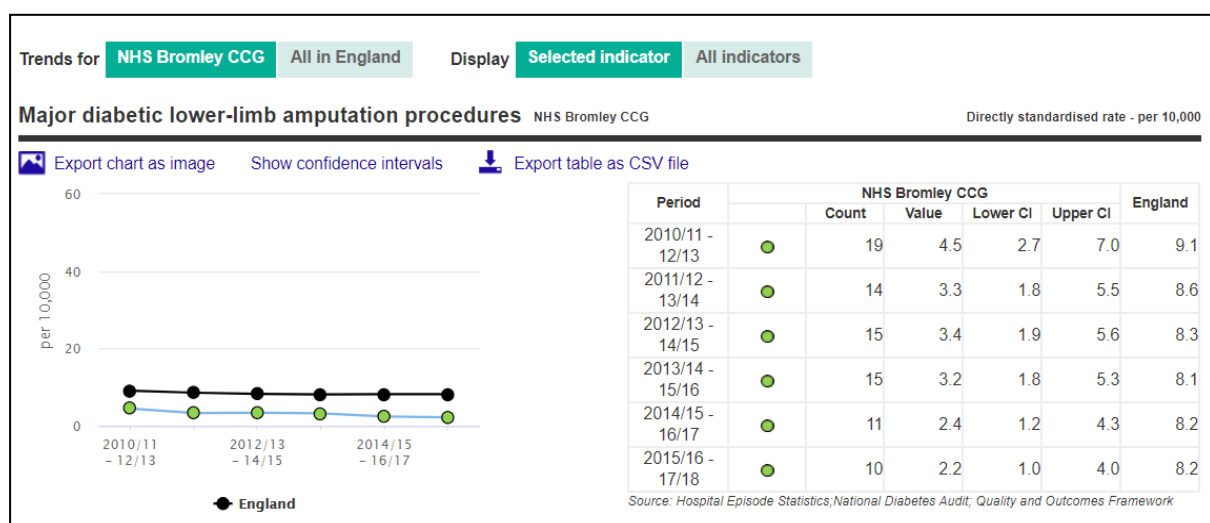 Trends for NHS Bromley CCG All in England Display Selected indicator All indicators
Major diabetic lower-limb amputation procedures NHS Bromley CCG Directly standardised rate - per 10,000
Export chart as image Show confidence intervals Export table as CSV file
60
40
20
0
per 10,000
2010/11 2012/13 2014/15
– 12/13 – 14/15 – 16/17
England
Period NHS Bromley CCG England
Count Value Lower CI Upper CI
2010/11 -
12/13 19 4.5 2.7 7.0 9.1
2011/12 -
13/14 14 3.3 1.8 5.5 8.6
2012/13 -
14/15 15 3.4 1.9 5.6 8.3
2013/14 -
15/16 15 3.2 1.8 5.3 8.1
2014/15 -
16/17 11 2.4 1.2 4.3 8.2
2015/16 -
17/18 10 2.2 1.0 4.0 8.2
Source: Hospital Episode Statistics;National Diabetes Audit; Quality and Outcomes Framework